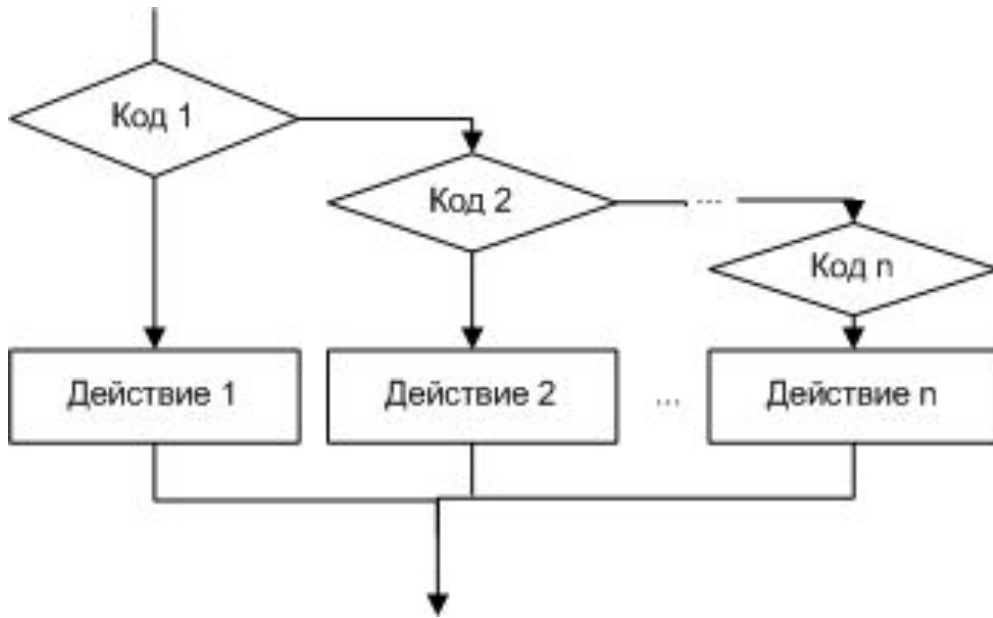 Код 1
Код 2
...
Код n
Действие 1
Действие 2
...
Действие n